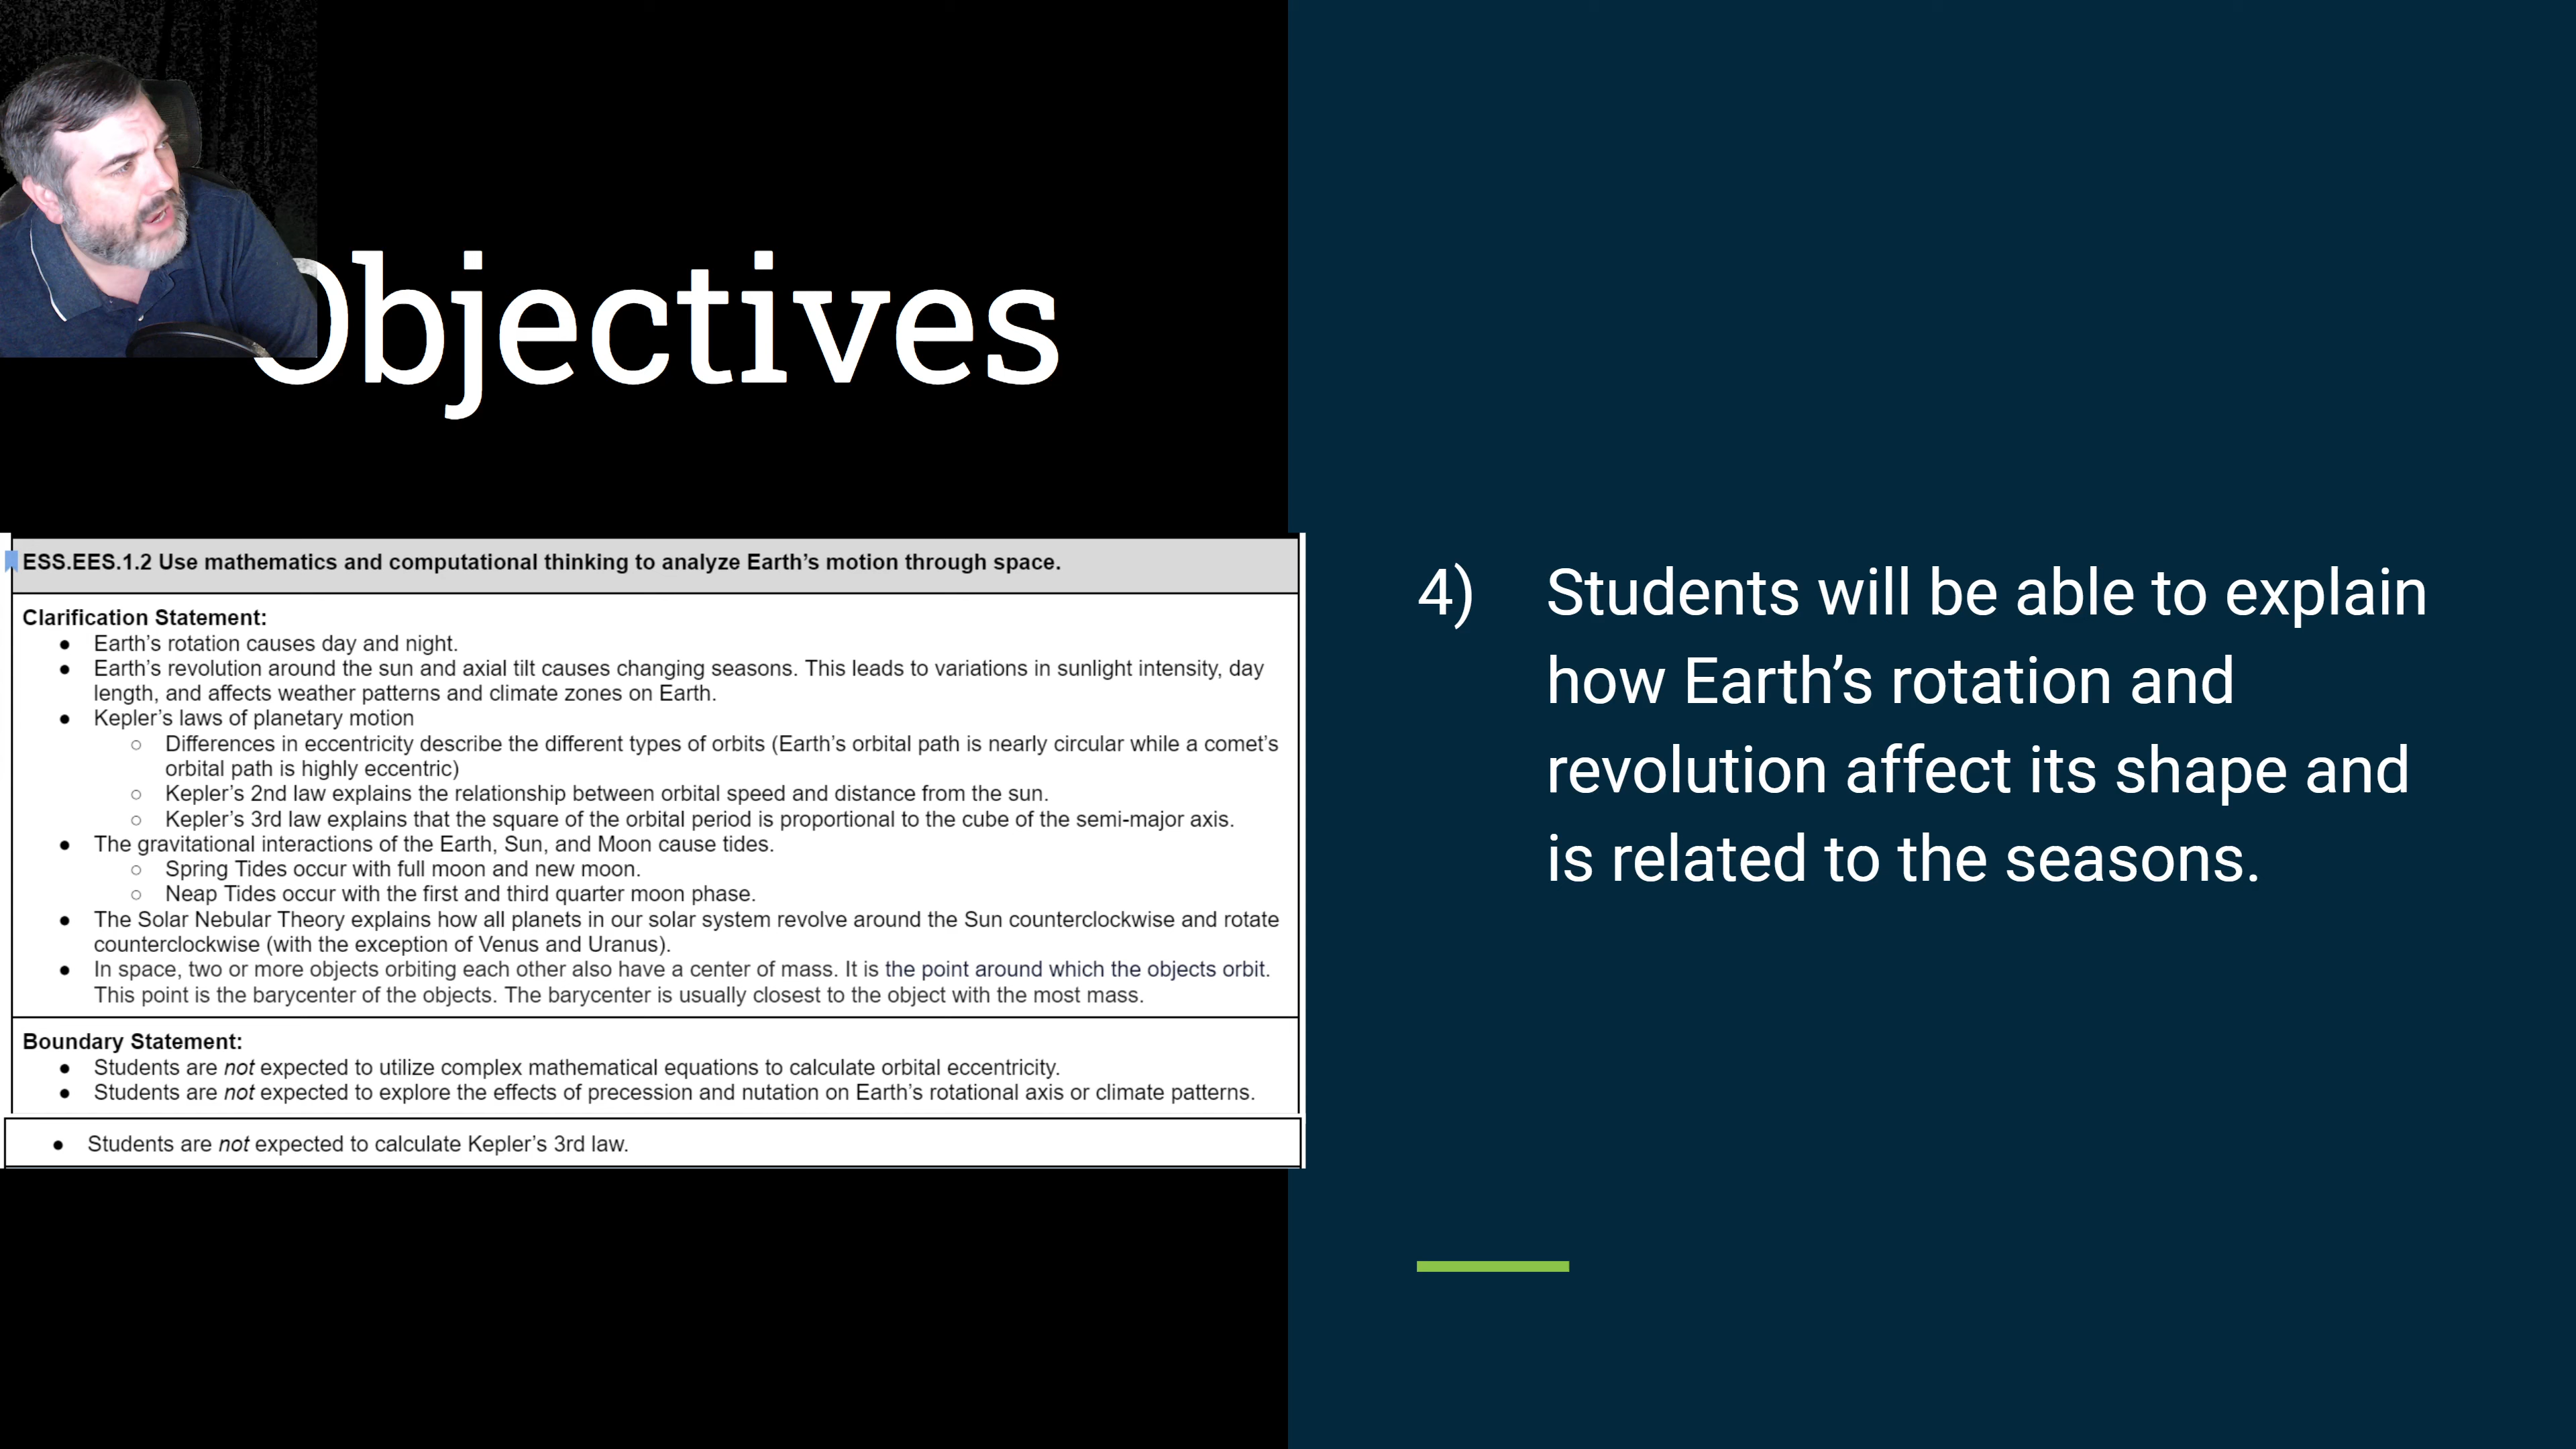 Objectives
ESS.EES.1.2 Use mathematics and computational thinking to analyze Earth’s motion through space.
Clarification Statement:
● Earth’s rotation causes day and night.
● Earth’s revolution around the sun and axial tilt causes changing seasons. This leads to variations in sunlight intensity, day
length, and affects weather patterns and climate zones on Earth.
● Kepler’s laws of planetary motion
○ Differences in eccentricity describe the different types of orbits (Earth’s orbital path is nearly circular while a comet’s
orbital path is highly eccentric)
○ Kepler’s 2nd law explains the relationship between orbital speed and distance from the sun.
○ Kepler’s 3rd law explains that the square of the orbital period is proportional to the cube of the semi-major axis.
● The gravitational interactions of the Earth, Sun, and Moon cause tides.
○ Spring Tides occur with full moon and new moon.
○ Neap Tides occur with the first and third quarter moon phase.
● The Solar Nebular Theory explains how all planets in our solar system revolve around the Sun counterclockwise and rotate
counterclockwise (with the exception of Venus and Uranus).
● In space, two or more objects orbiting each other also have a center of mass. It is the point around which the objects orbit.
This point is the barycenter of the objects. The barycenter is usually closest to the object with the most mass.
Boundary Statement:
● Students are not expected to utilize complex mathematical equations to calculate orbital eccentricity.
● Students are not expected to explore the effects of precession and nutation on Earth’s rotational axis or climate patterns.
● Students are not expected to calculate Kepler’s 3rd law.
4) Students will be able to explain
how Earth’s rotation and
revolution affect its shape and
is related to the seasons.